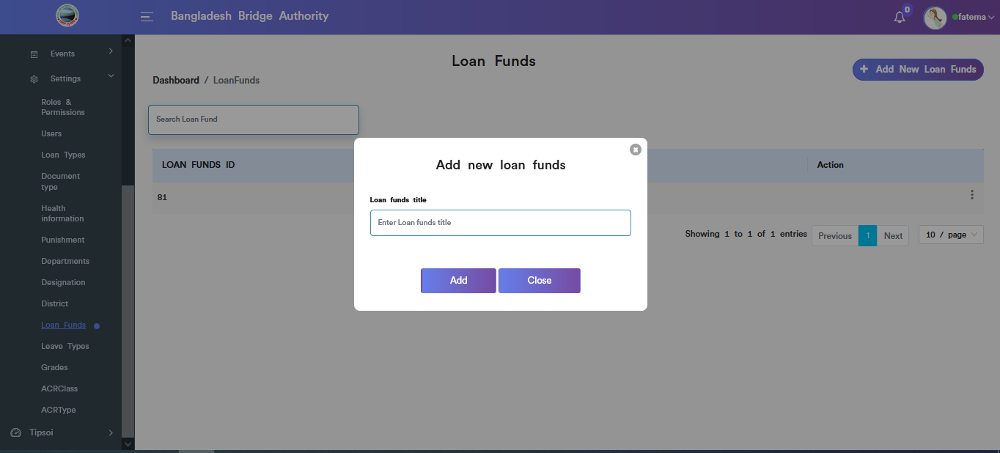 Bangladesh Bridge Authority
0
fatema
Events
Settings
Roles &
Permissions
Users
Loan Types
Document
type
Health
information
Punishment
Departments
Designation
District
Loan Funds
Leave Types
Grades
ACRClass
ACRType
Tipsoi
Loan Funds
Dashboard / LoanFunds
+ Add New Loan Funds
Search Loan Fund
LOAN FUNDS ID
Action
81
Showing 1 to 1 of 1 entries
Previous
1
Next
10 / page
Add new loan funds
Loan funds title
Enter Loan funds title
Add
Close